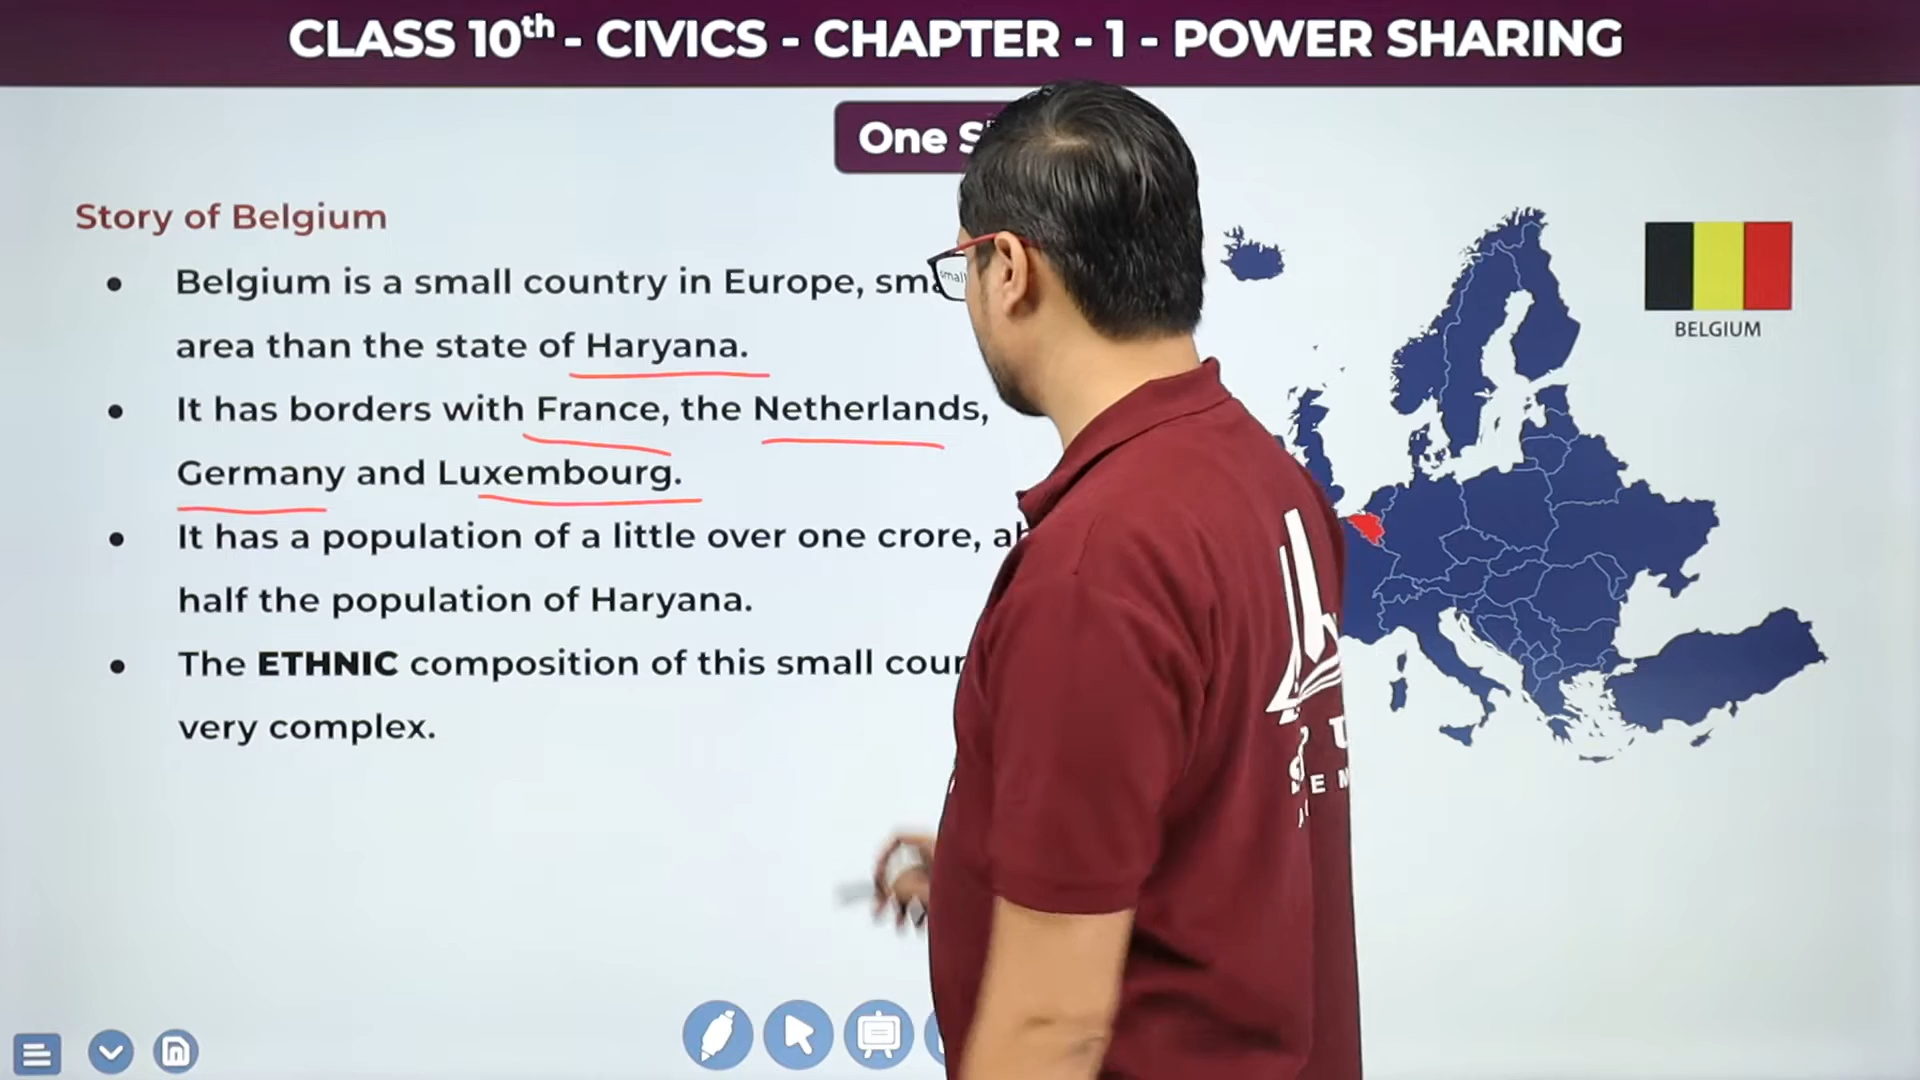 CLASS 10th - CIVICS - CHAPTER - 1 - POWER SHARING
One
Story of Belgium
• Belgium is a small country in Europe,
area than the state of Haryana.
• It has borders with France, the Netherlands,
Germany and Luxembourg.
• It has a population of a little over one crore,
half the population of Haryana.
• The ETHNIC composition of this small
very complex.
BELGIUM